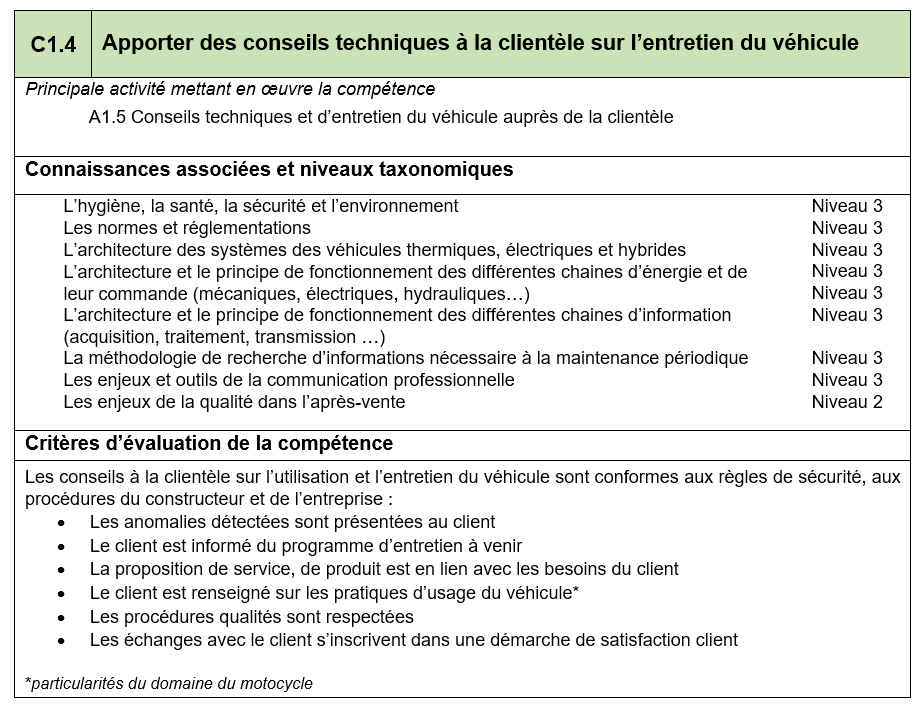 C1.4 Apporter des conseils techniques à la clientèle sur l’entretien du véhicule
Principale activité mettant en œuvre la compétence
A1.5 Conseils techniques et d’entretien du véhicule auprès de la clientèle
Connaissances associées et niveaux taxonomiques
L’hygiène, la santé, la sécurité et l’environnement Niveau 3
Les normes et réglementations Niveau 3
L’architecture des systèmes des véhicules thermiques, électriques et hybrides Niveau 3
L’architecture et le principe de fonctionnement des différentes chaines d’énergie et de Niveau 3
leur commande (mécaniques, électriques, hydrauliques…) Niveau 3
L’architecture et le principe de fonctionnement des différentes chaines d’information Niveau 3
(acquisition, traitement, transmission …)
La méthodologie de recherche d’informations nécessaire à la maintenance périodique Niveau 3
Les enjeux et outils de la communication professionnelle Niveau 3
Les enjeux de la qualité dans l’après-vente Niveau 2
Critères d’évaluation de la compétence
Les conseils à la clientèle sur l’utilisation et l’entretien du véhicule sont conformes aux règles de sécurité, aux
procédures du constructeur et de l’entreprise :
• Les anomalies détectées sont présentées au client
• Le client est informé du programme d’entretien à venir
• La proposition de service, de produit est en lien avec les besoins du client
• Le client est renseigné sur les pratiques d’usage du véhicule*
• Les procédures qualités sont respectées
• Les échanges avec le client s’inscrivent dans une démarche de satisfaction client
*particularités du domaine du motocycle